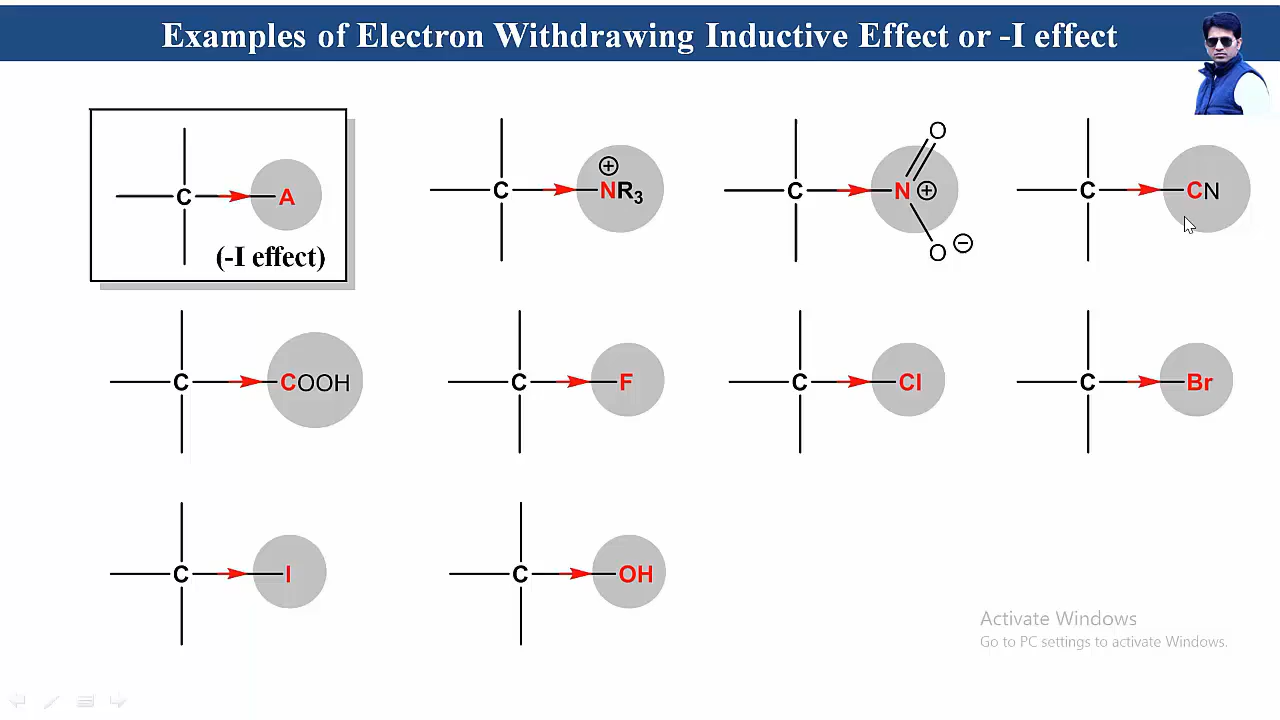 Examples of Electron Withdrawing Inductive Effect or -I effect
C A
(-I effect)
C NR3 ⊕
C N ⊕ O O ⊖
C CN
C COOH
C F
C Cl
C Br
C I
C OH
Activate Windows
Go to PC settings to activate Windows.